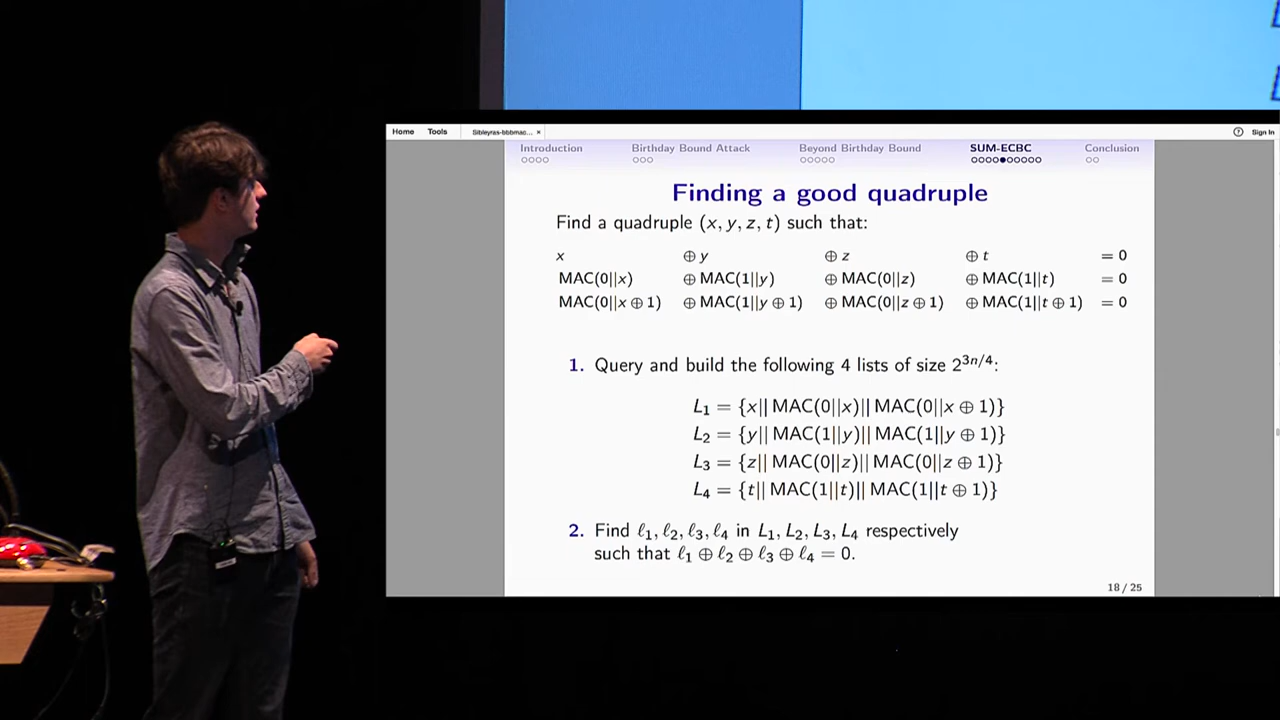 Home Tools Sibleyras-bbbmac... × Sign In
Introduction Birthday Bound Attack Beyond Birthday Bound SUM-ECBC Conclusion
Finding a good quadruple
Find a quadruple (x, y, z, t) such that:
x ⊕ y ⊕ z ⊕ t = 0
MAC(0||x) ⊕ MAC(1||y) ⊕ MAC(0||z) ⊕ MAC(1||t) = 0
MAC(0||x ⊕ 1) ⊕ MAC(1||y ⊕ 1) ⊕ MAC(0||z ⊕ 1) ⊕ MAC(1||t ⊕ 1) = 0
1. Query and build the following 4 lists of size 2^{3n/4}:
L₁ = {x|| MAC(0||x)|| MAC(0||x ⊕ 1)}
L₂ = {y|| MAC(1||y)|| MAC(1||y ⊕ 1)}
L₃ = {z|| MAC(0||z)|| MAC(0||z ⊕ 1)}
L₄ = {t|| MAC(1||t)|| MAC(1||t ⊕ 1)}
2. Find ℓ₁, ℓ₂, ℓ₃, ℓ₄ in L₁, L₂, L₃, L₄ respectively
such that ℓ₁ ⊕ ℓ₂ ⊕ ℓ₃ ⊕ ℓ₄ = 0.
18 / 25